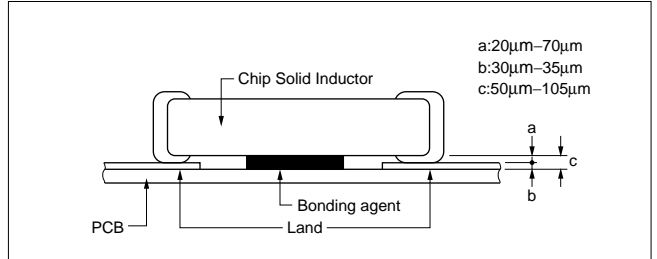 a:20µm–70µm
b:30µm–35µm
c:50µm–105µm
Chip Solid Inductor
a
c
b
Bonding agent
PCB
Land